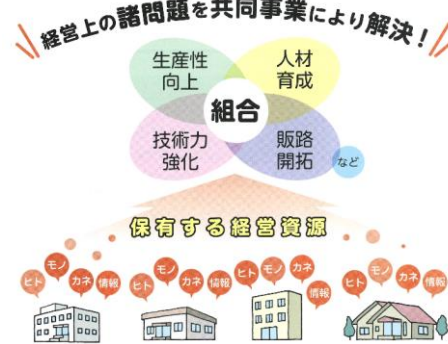 経営上の諸問題を共同事業により解決！
生産性
向上
人材
育成
組合
技術力
強化
販路
開拓
など
保有する経営資源
ヒト モノ カネ 情報
ヒト モノ カネ 情報
ヒト モノ カネ 情報
ヒト モノ カネ 情報